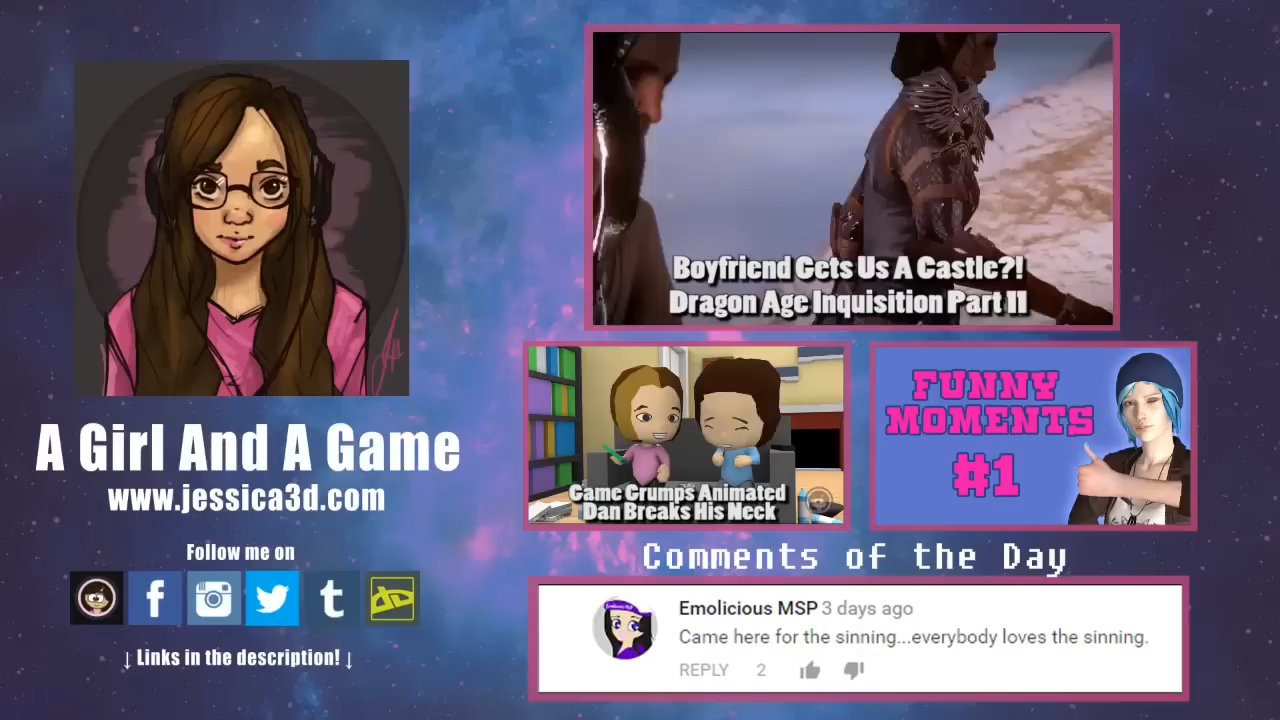 A Girl And A Game
www.jessica3d.com
Follow me on
↓ Links in the description! ↓
Boyfriend Gets Us A Castle?!
Dragon Age Inquisition Part 11
Game Grumps Animated
Dan Breaks His Neck
FUNNY
MOMENTS
#1
Comments of the Day
Emolicious MSP 3 days ago
Came here for the sinning...everybody loves the sinning.
REPLY 2